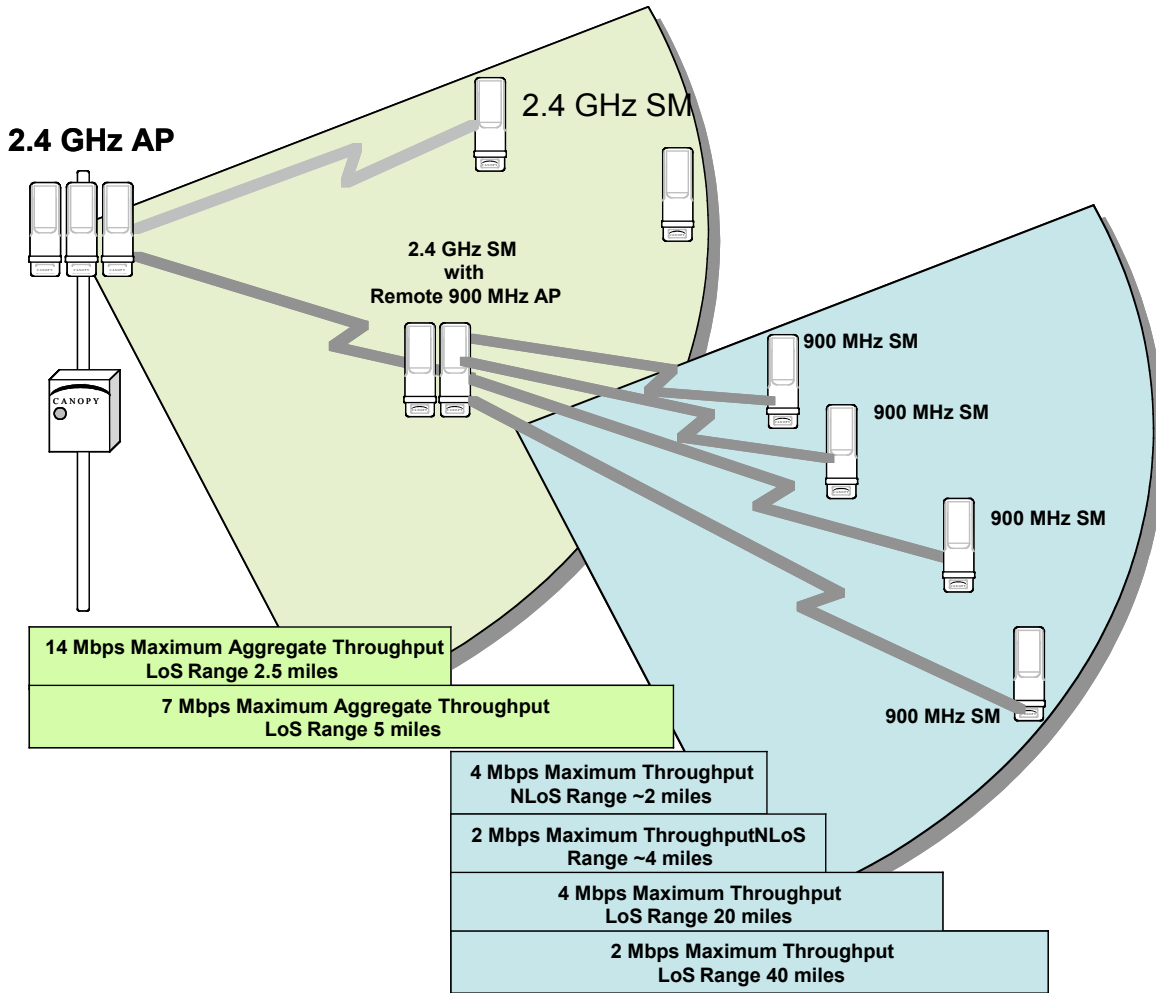 2.4 GHz SM
2.4 GHz AP
2.4 GHz SM
with
Remote 900 MHz AP
900 MHz SM
900 MHz SM
CANOPY
900 MHz SM
900 MHz SM
14 Mbps Maximum Aggregate Throughput
LoS Range 2.5 miles
7 Mbps Maximum Aggregate Throughput
LoS Range 5 miles
4 Mbps Maximum Throughput
NLoS Range ~2 miles
2 Mbps Maximum ThroughputNLoS
Range ~4 miles
4 Mbps Maximum Throughput
LoS Range 20 miles
2 Mbps Maximum Throughput
LoS Range 40 miles